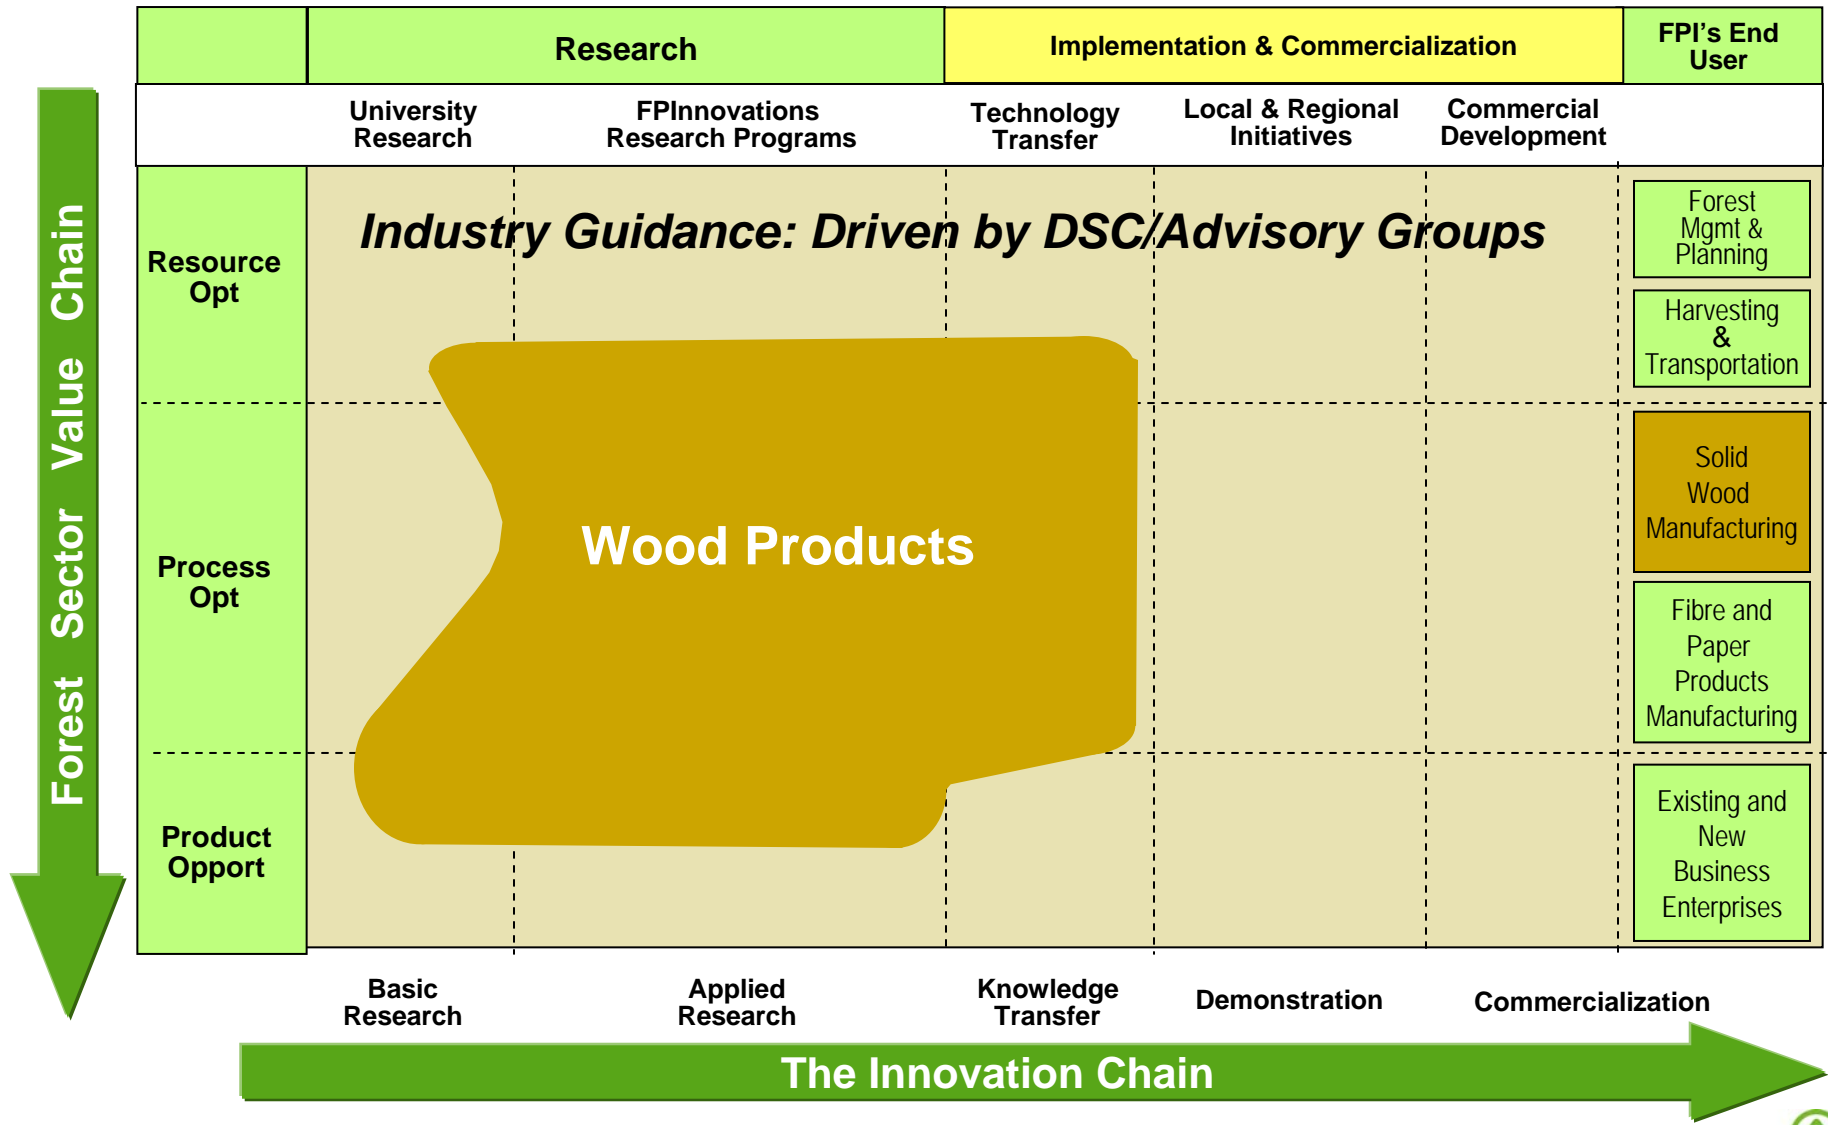 Research
Implementation & Commercialization
FPI's End
User
University
Research
FPInnovations
Research Programs
Technology
Transfer
Local & Regional
Initiatives
Commercial
Development
Forest Sector Value Chain
Industry Guidance: Driven by DSC/Advisory Groups
Resource
Opt
Process
Opt
Product
Opport
Wood Products
Forest
Mgmt &
Planning
Harvesting
&
Transportation
Solid
Wood
Manufacturing
Fibre and
Paper
Products
Manufacturing
Existing and
New
Business
Enterprises
Basic
Research
Applied
Research
Knowledge
Transfer
Demonstration
Commercialization
The Innovation Chain